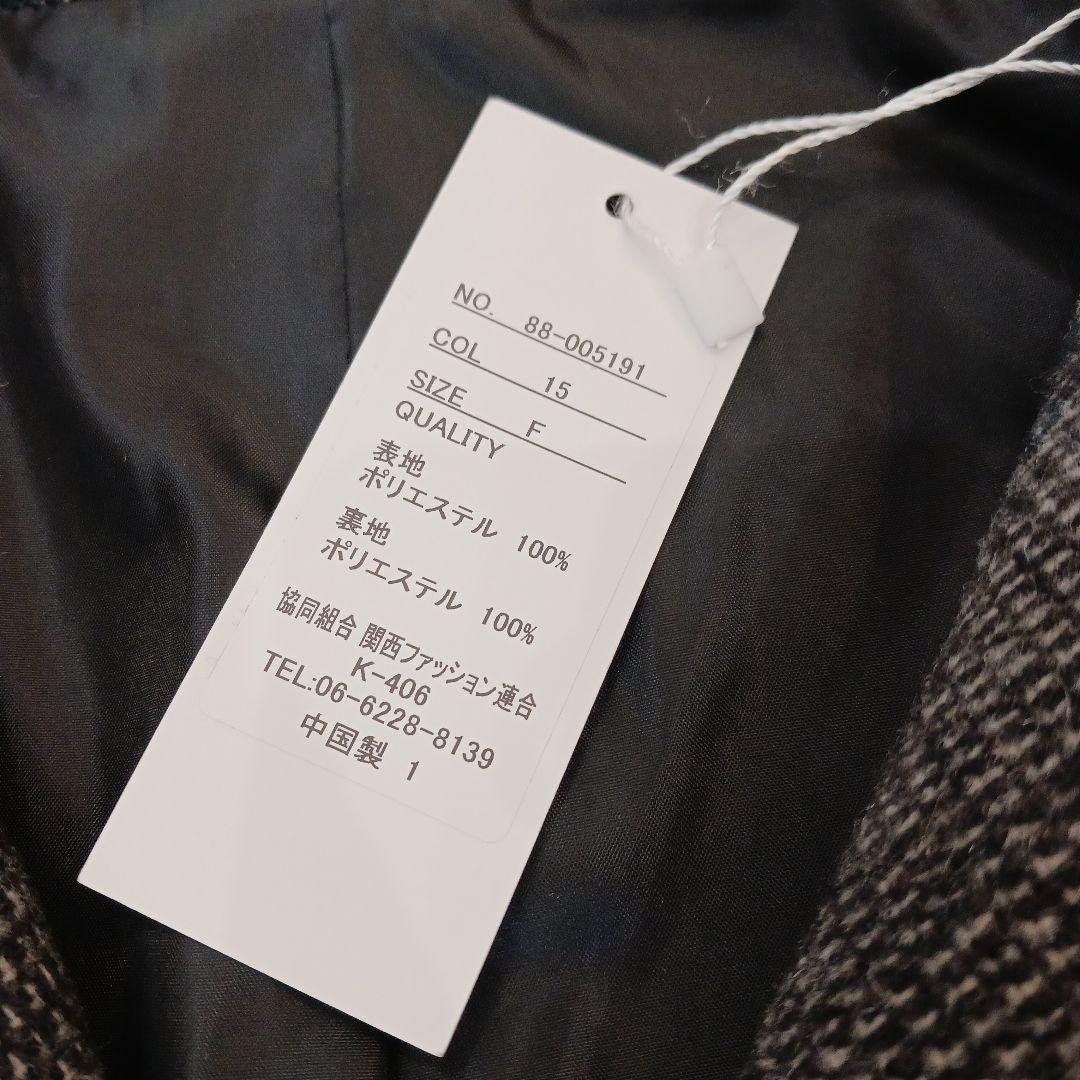 NO. 88-005191
COL 15
SIZE F
QUALITY
表地
ポリエステル 100%
裏地
ポリエステル 100%
協同組合 関西ファッション連合
K-406
TEL:06-6228-8139
中国製 1